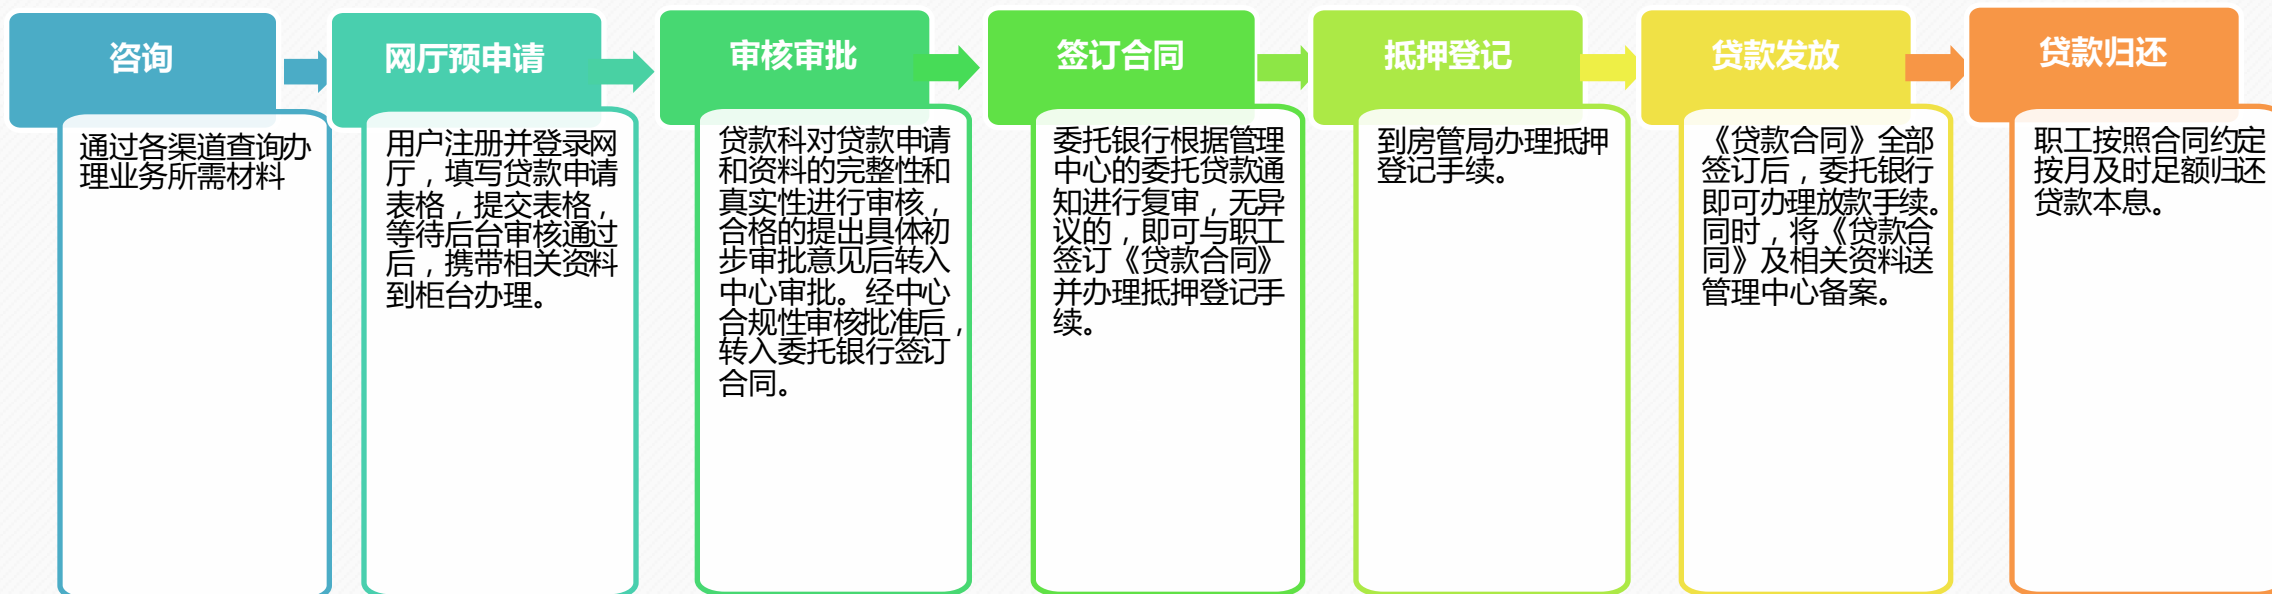 咨询
通过各渠道查询办
理业务所需材料
网厅预申请
用户注册并登录网
厅，填写贷款申请
表格，提交表格，
等待后台审核通过
后，携带相关资料
到柜台办理。
审核审批
贷款科对贷款申请
和资料的完整性和
真实性进行审核，
合格的提出具体初
步审批意见后转入
中心审批。经中心
合规性审核批准后，
转入委托银行签订
合同。
签订合同
委托银行根据管理
中心的委托贷款通
知进行复审，无异
议的，即可与职工
签订《贷款合同》
并办理抵押登记手
续。
抵押登记
到房管局办理抵押
登记手续。
贷款发放
《贷款合同》全部
签订后，委托银行
即可办理放款手续。
同时，将《贷款合
同》及相关资料送
管理中心备案。
贷款归还
职工按照合同约定
按月及时足额归还
贷款本息。